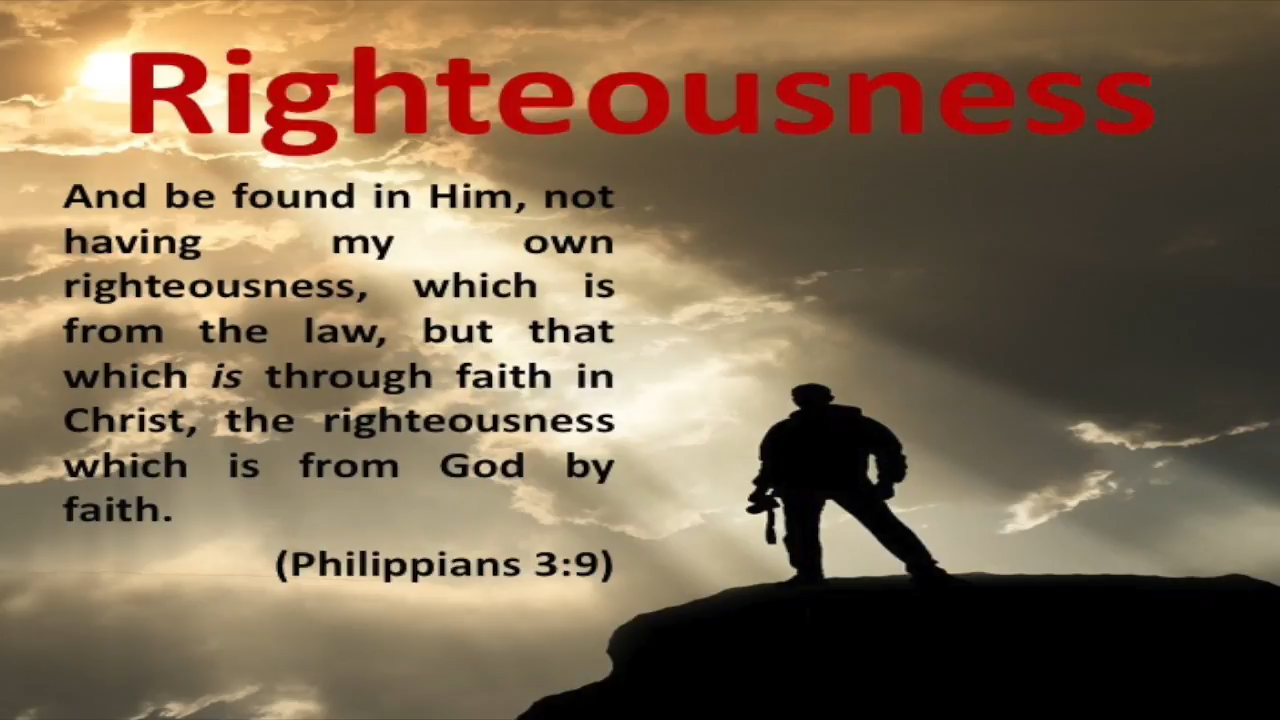 Righteousness
And be found in Him, not
having my own
righteousness, which is
from the law, but that
which is through faith in
Christ, the righteousness
which is from God by
faith.
(Philippians 3:9)